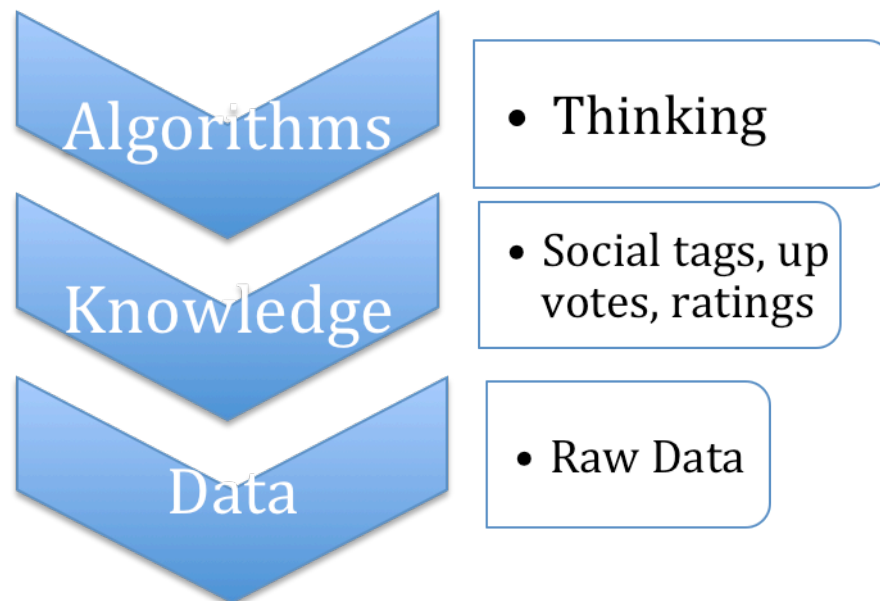 Algorithms
• Thinking
Knowledge
• Social tags, up
votes, ratings
Data
• Raw Data